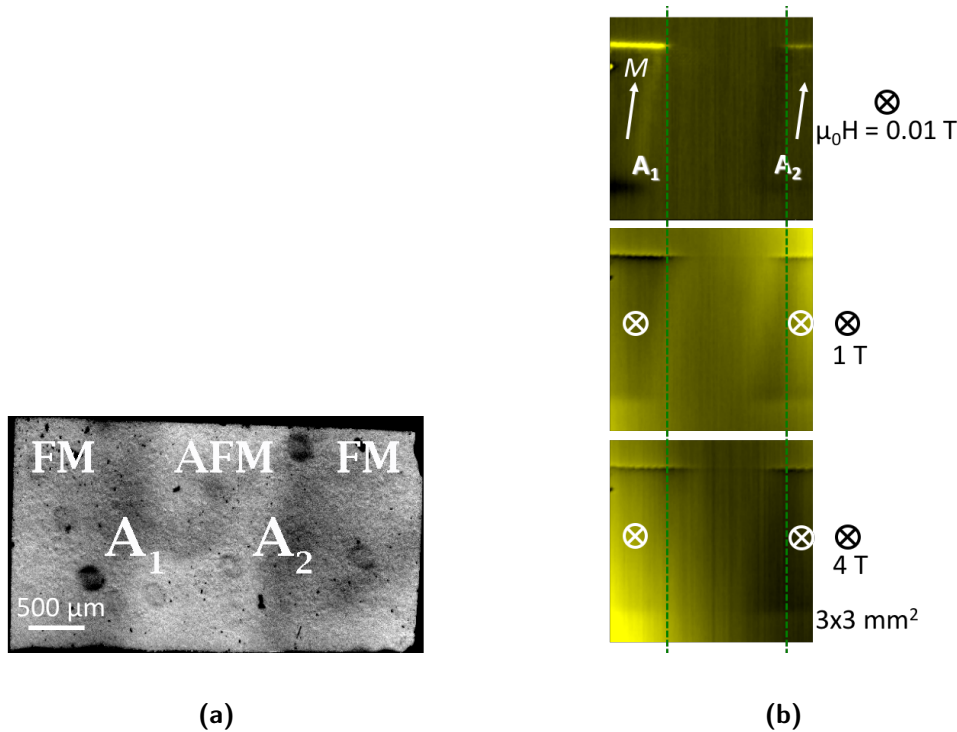 FM AFM FM
A₁ A₂
500 µm
(a)
M
A₁ A₂
µ₀H = 0.01 T
1 T
4 T
3x3 mm²
(b)